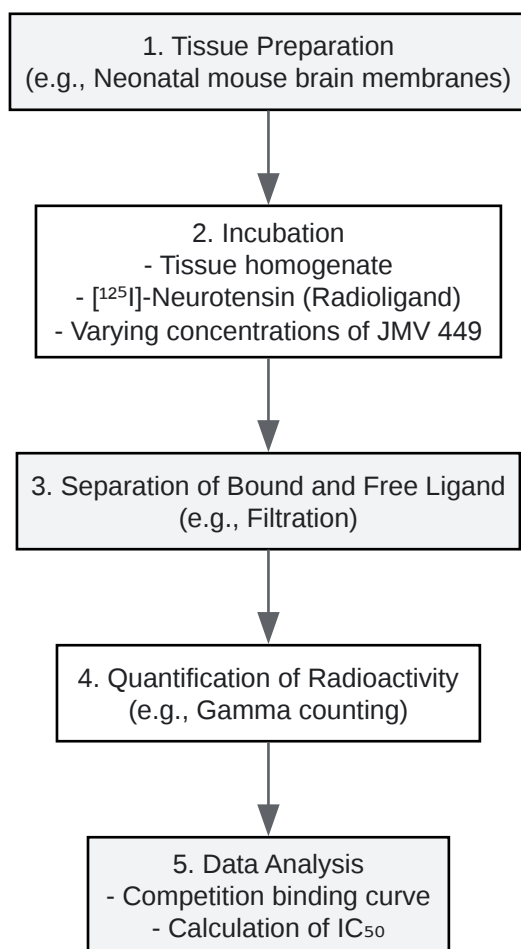 1. Tissue Preparation
(e.g., Neonatal mouse brain membranes)
2. Incubation
- Tissue homogenate
- [¹²⁵I]-Neurotensin (Radioligand)
- Varying concentrations of JMV 449
3. Separation of Bound and Free Ligand
(e.g., Filtration)
4. Quantification of Radioactivity
(e.g., Gamma counting)
5. Data Analysis
- Competition binding curve
- Calculation of IC₅₀